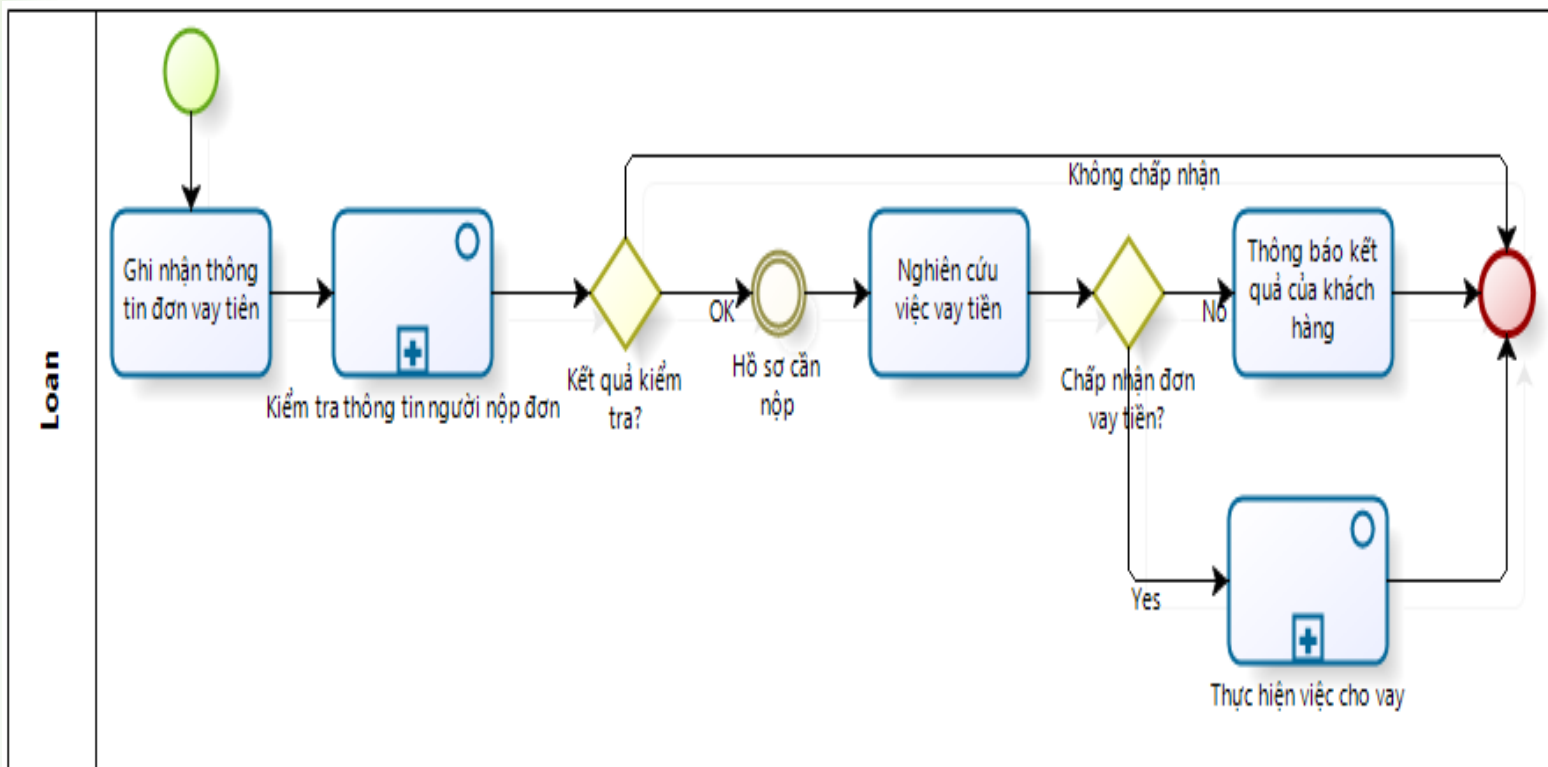 Loan
Ghi nhận thông
tin đơn vay tiên
Kiểm tra thông tin người nộp đơn
Kết quả kiểm
tra?
Không chấp nhận
OK
Hồ sơ cần
nộp
Nghiên cứu
việc vay tiền
Chấp nhận đơn
vay tiền?
No
Thông báo kết
quả của khách
hàng
Yes
Thực hiện việc cho vay